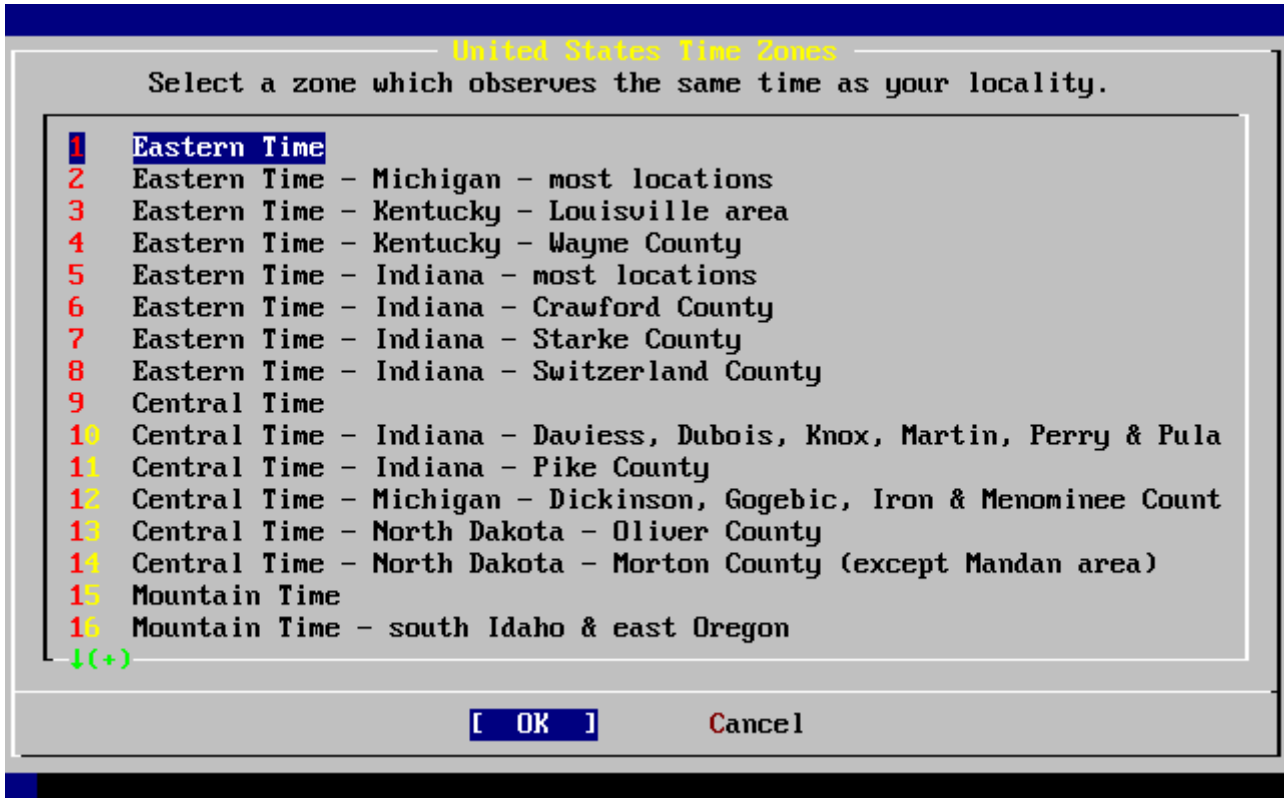 United States Time Zones
Select a zone which observes the same time as your locality.
1 Eastern Time
2 Eastern Time - Michigan - most locations
3 Eastern Time - Kentucky - Louisville area
4 Eastern Time - Kentucky - Wayne County
5 Eastern Time - Indiana - most locations
6 Eastern Time - Indiana - Crawford County
7 Eastern Time - Indiana - Starke County
8 Eastern Time - Indiana - Switzerland County
9 Central Time
10 Central Time - Indiana - Daviess, Dubois, Knox, Martin, Perry & Pula
11 Central Time - Indiana - Pike County
12 Central Time - Michigan - Dickinson, Gogebic, Iron & Menominee Count
13 Central Time - North Dakota - Oliver County
14 Central Time - North Dakota - Morton County (except Mandan area)
15 Mountain Time
16 Mountain Time - south Idaho & east Oregon
↓(+)
[ OK ] Cancel